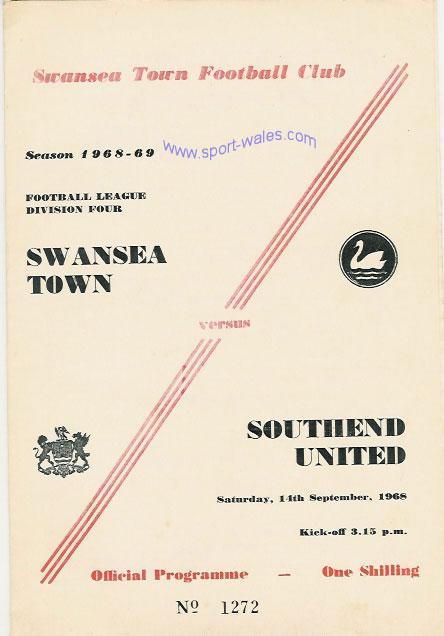 Swansea Town Football Club
www.sport-wales.com
Season 1968-69
FOOTBALL LEAGUE
DIVISION FOUR
SWANSEA
TOWN
versus
SOUTHEND
UNITED
Saturday, 14th September, 1968
Kick-off 3.15 p.m.
Official Programme — One Shilling
Nº 1272